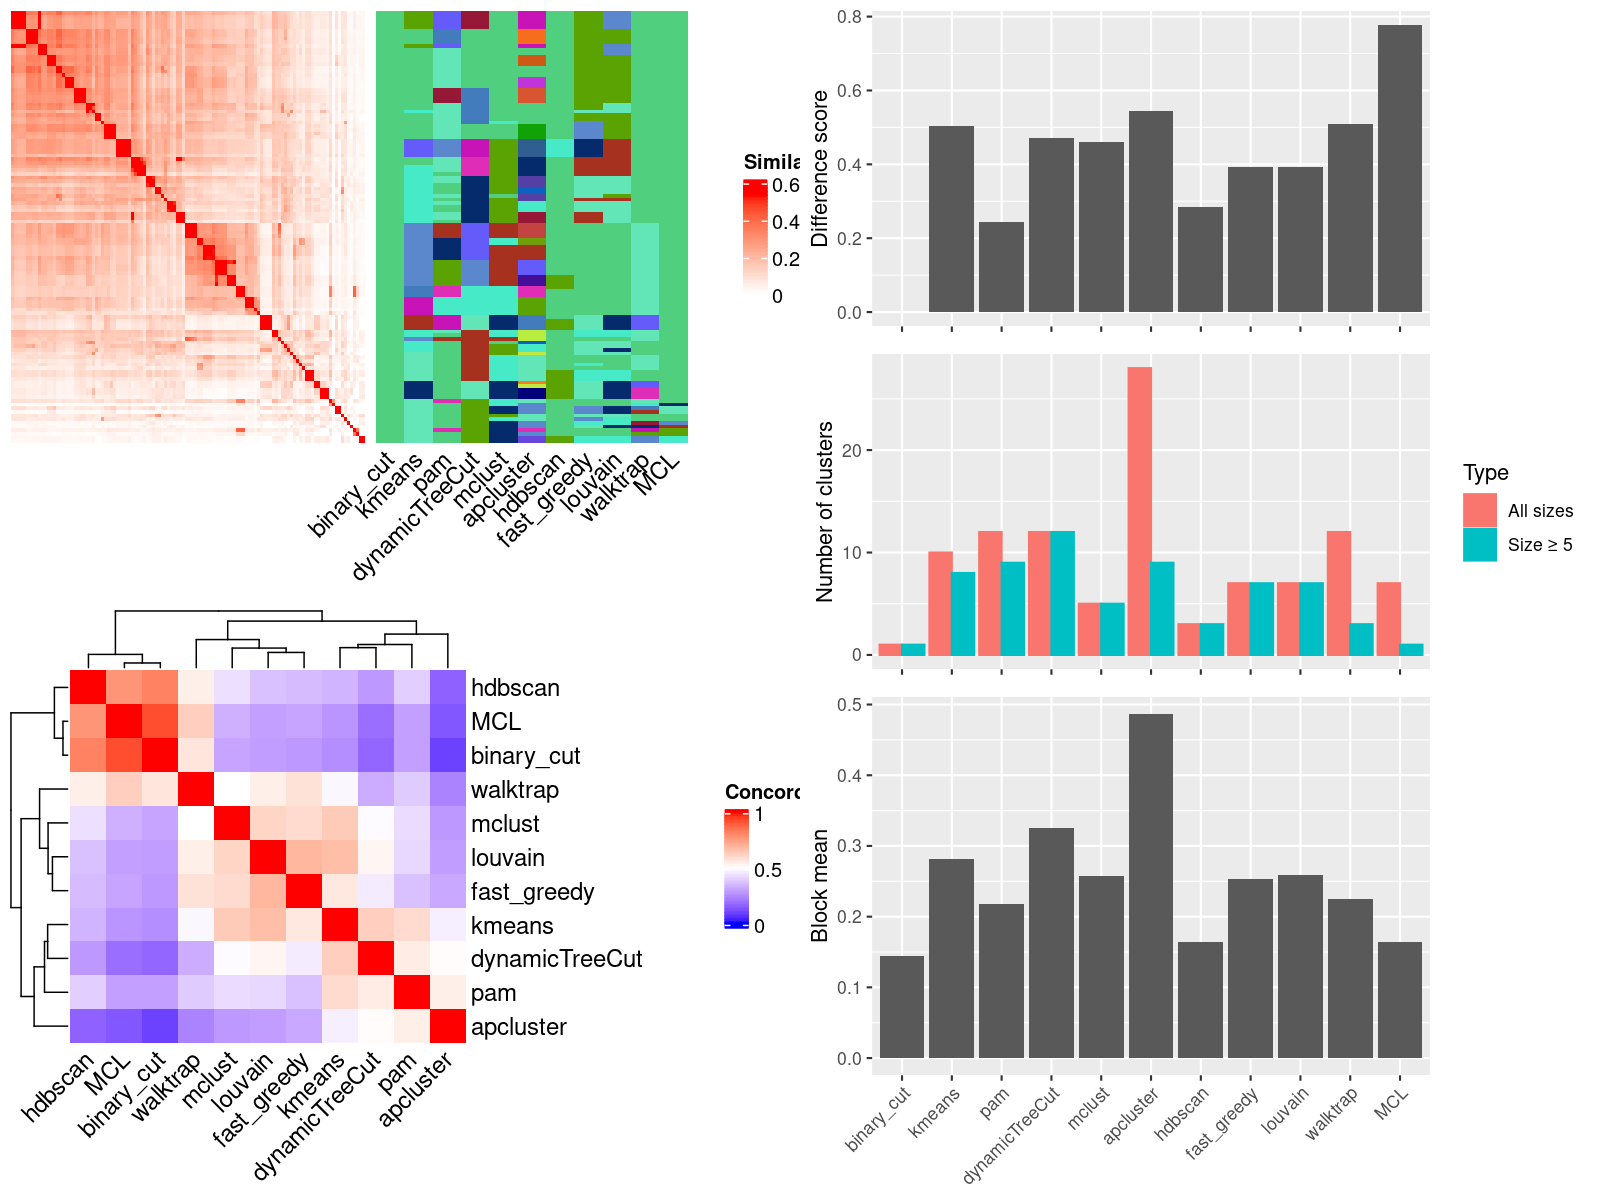 Simila
0.6
0.4
0.2
0
binary_cut
kmeans
pam
dynamicTreeCut
mclust
apcluster
hdbscan
fast_greedy
louvain
walktrap
MCL
hdbscan
MCL
binary_cut
walktrap
mclust
louvain
fast_greedy
kmeans
dynamicTreeCut
pam
apcluster
Concord
1
0.5
0
hdbscan
MCL
binary_cut
walktrap
mclust
louvain
fast_greedy
kmeans
dynamicTreeCut
pam
apcluster
Difference score
0.8
0.6
0.4
0.2
0.0
Number of clusters
20
10
0
Type
All sizes
Size ≥ 5
Block mean
0.5
0.4
0.3
0.2
0.1
0.0
binary_cut
kmeans
pam
dynamicTreeCut
mclust
apcluster
hdbscan
fast_greedy
louvain
walktrap
MCL